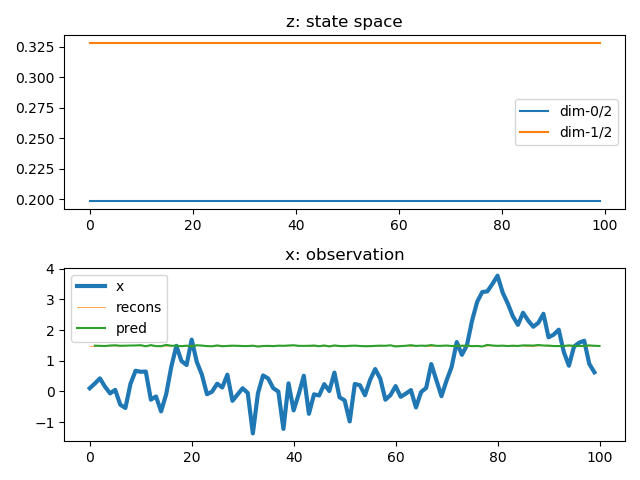 z: state space
0.325
0.300
0.275
0.250
0.225
0.200
dim-0/2
dim-1/2
0 20 40 60 80 100
x: observation
4
3
2
1
0
−1
x
recons
pred
0 20 40 60 80 100